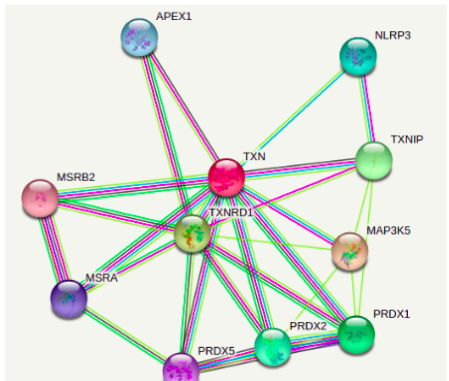 APEX1
NLRP3
TXNIP
TXN
MSRB2
TXNRD1
MAP3K5
MSRA
PRDX1
PRDX2
PRDX5